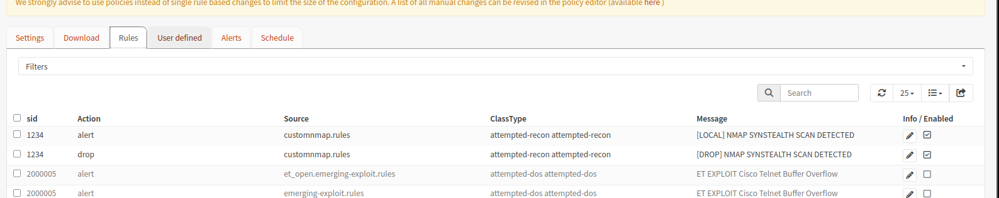 We strongly advise to use policies instead of single rule based changes to limit the size of the configuration. A list of all manual changes can be revised in the policy editor (available here )
Settings Download Rules User defined Alerts Schedule
Filters
Search 25
sid Action Source ClassType Message Info / Enabled
1234 alert customnmap.rules attempted-recon attempted-recon [LOCAL] NMAP SYNSTEALTH SCAN DETECTED
1234 drop customnmap.rules attempted-recon attempted-recon [DROP] NMAP SYNSTEALTH SCAN DETECTED
2000005 alert et_open.emerging-exploit.rules attempted-dos attempted-dos ET EXPLOIT Cisco Telnet Buffer Overflow
2000005 alert emerging-exploit.rules attempted-dos attempted-dos ET EXPLOIT Cisco Telnet Buffer Overflow